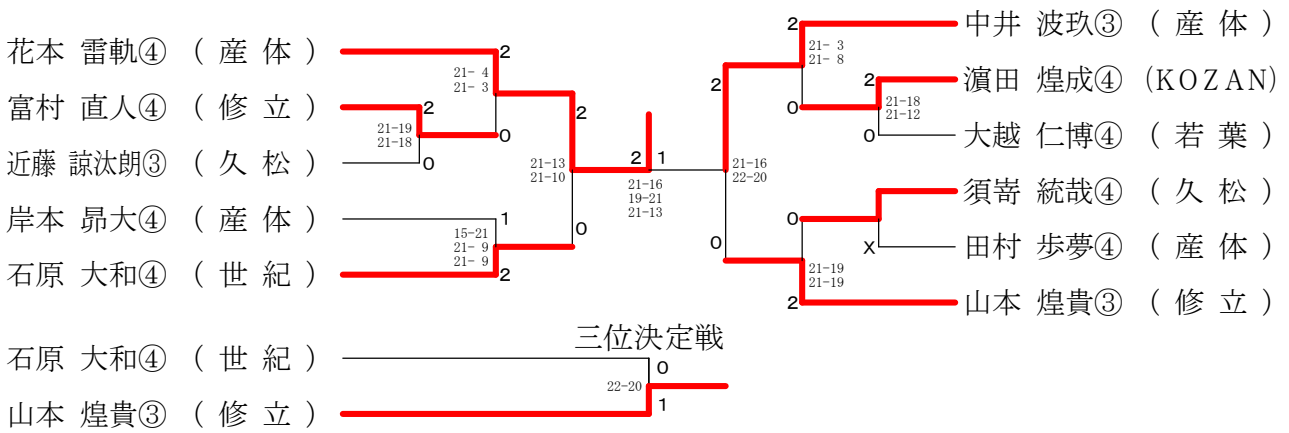 花本 雷軌④ （ 産 体 ）
2
21- 4
21- 3
富村 直人④ （ 修 立 ）
2
0
21-19
21-18
近藤 諒汰朗③ （ 久 松 ）
0
2
21-13
21-10
岸本 昴大④ （ 産 体 ）
1
0
15-21
21- 9
21- 9
石原 大和④ （ 世 紀 ）
2
2 1
21-16
19-21
21-13
2 中井 波玖③ （ 産 体 ）
21- 3
21- 8
2
0
2 濵田 煌成④ （KOZAN）
21-18
21-12
0 大越 仁博④ （ 若 葉 ）
21-16
22-20
0
須嵜 統哉④ （ 久 松 ）
0
x 田村 歩夢④ （ 産 体 ）
21-19
21-19
2 山本 煌貴③ （ 修 立 ）
三位決定戦
石原 大和④ （ 世 紀 ）
0
22-20
山本 煌貴③ （ 修 立 ）
1